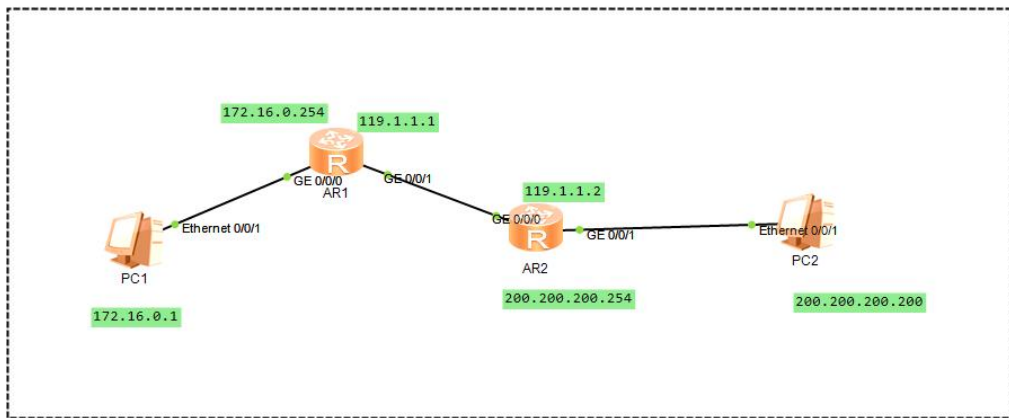 172.16.0.254
119.1.1.1
R
GE 0/0/0
GE 0/0/1
AR1
119.1.1.2
Ethernet 0/0/1
GE 0/0/0
R
GE 0/0/1
Ethernet 0/0/1
PC1
AR2
PC2
172.16.0.1
200.200.200.254
200.200.200.200